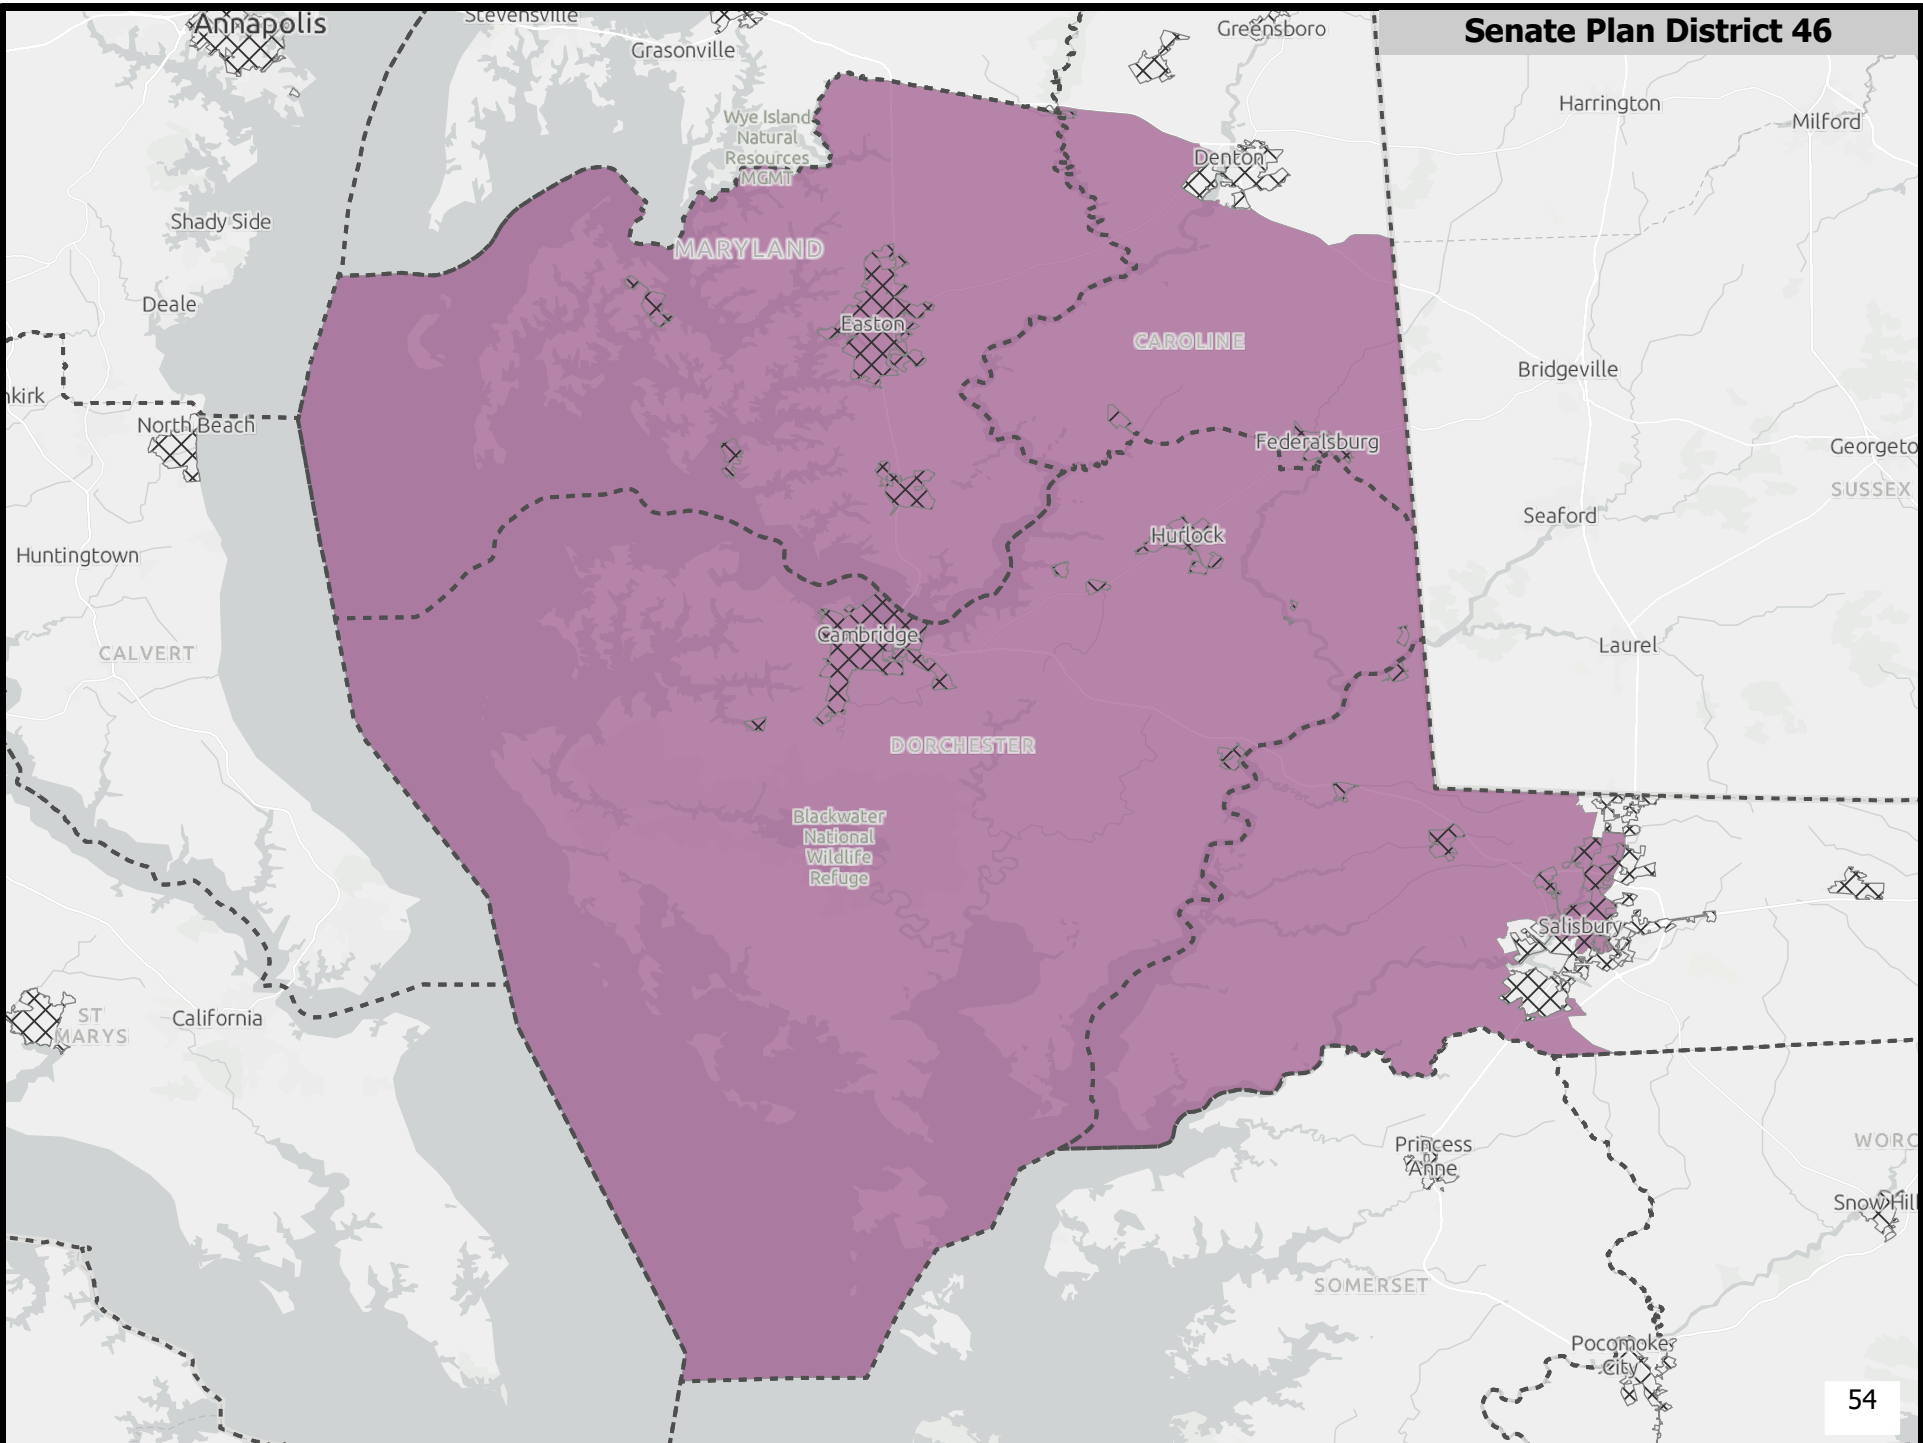 Senate Plan District 46
Annapolis
Stevensville
Grasonville
Greensboro
Harrington
Milford
Wye Island
Natural
Resources
MGMT
Denton
Shady Side
MARYLAND
Deale
Easton
CAROLINE
Bridgeville
nkirk
North Beach
Federalsburg
Georgeto
SUSSEX
Seaford
Hurlock
Huntingtown
Cambridge
Laurel
CALVERT
DORCHESTER
Blackwater
National
Wildlife
Refuge
Salisbury
ST
MARYS
California
Princess
Anne
WORC
Snow Hill
SOMERSET
Pocomoke
City
54